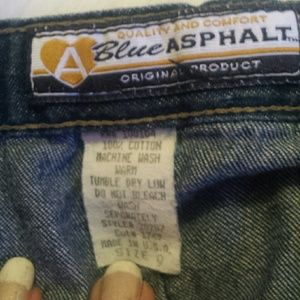 QUALITY AND COMFORT
A Blue ASPHALT
ORIGINAL PRODUCT
100% COTTON
MACHINE WASH
WARM
TUMBLE DRY LOW
DO NOT BLEACH
WASH
SEPARATELY
MADE IN U.S.A.
SIZE 9